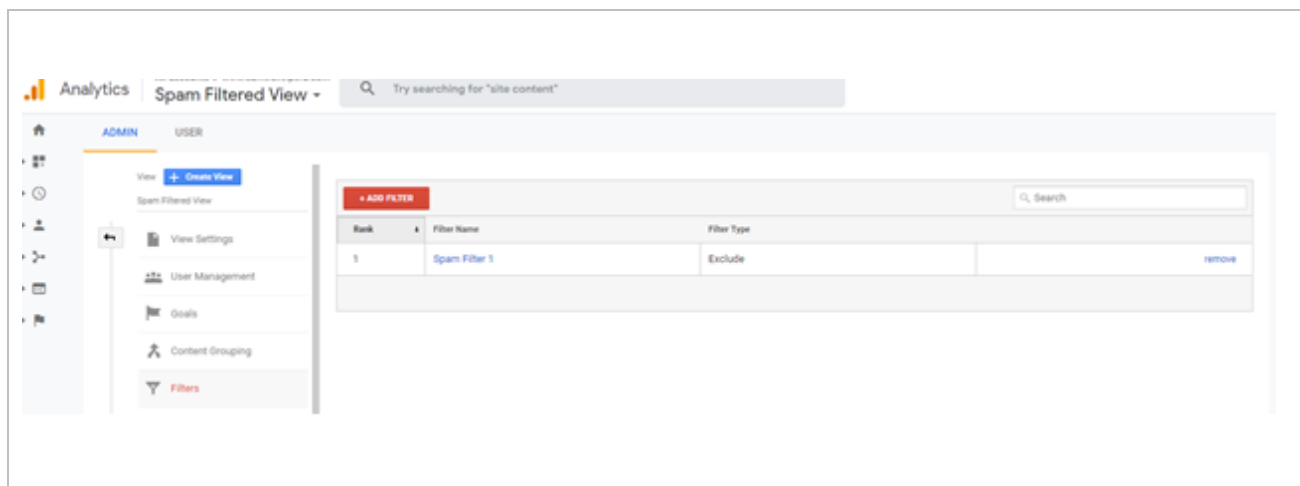 Analytics
Spam Filtered View
Try searching for "site content"
ADMIN USER
View + Create View
Spam Filtered View
View Settings
User Management
Goals
Content Grouping
Filters
+ ADD FILTER
Search
Rank Filter Name Filter Type
1 Spam Filter 1 Exclude remove